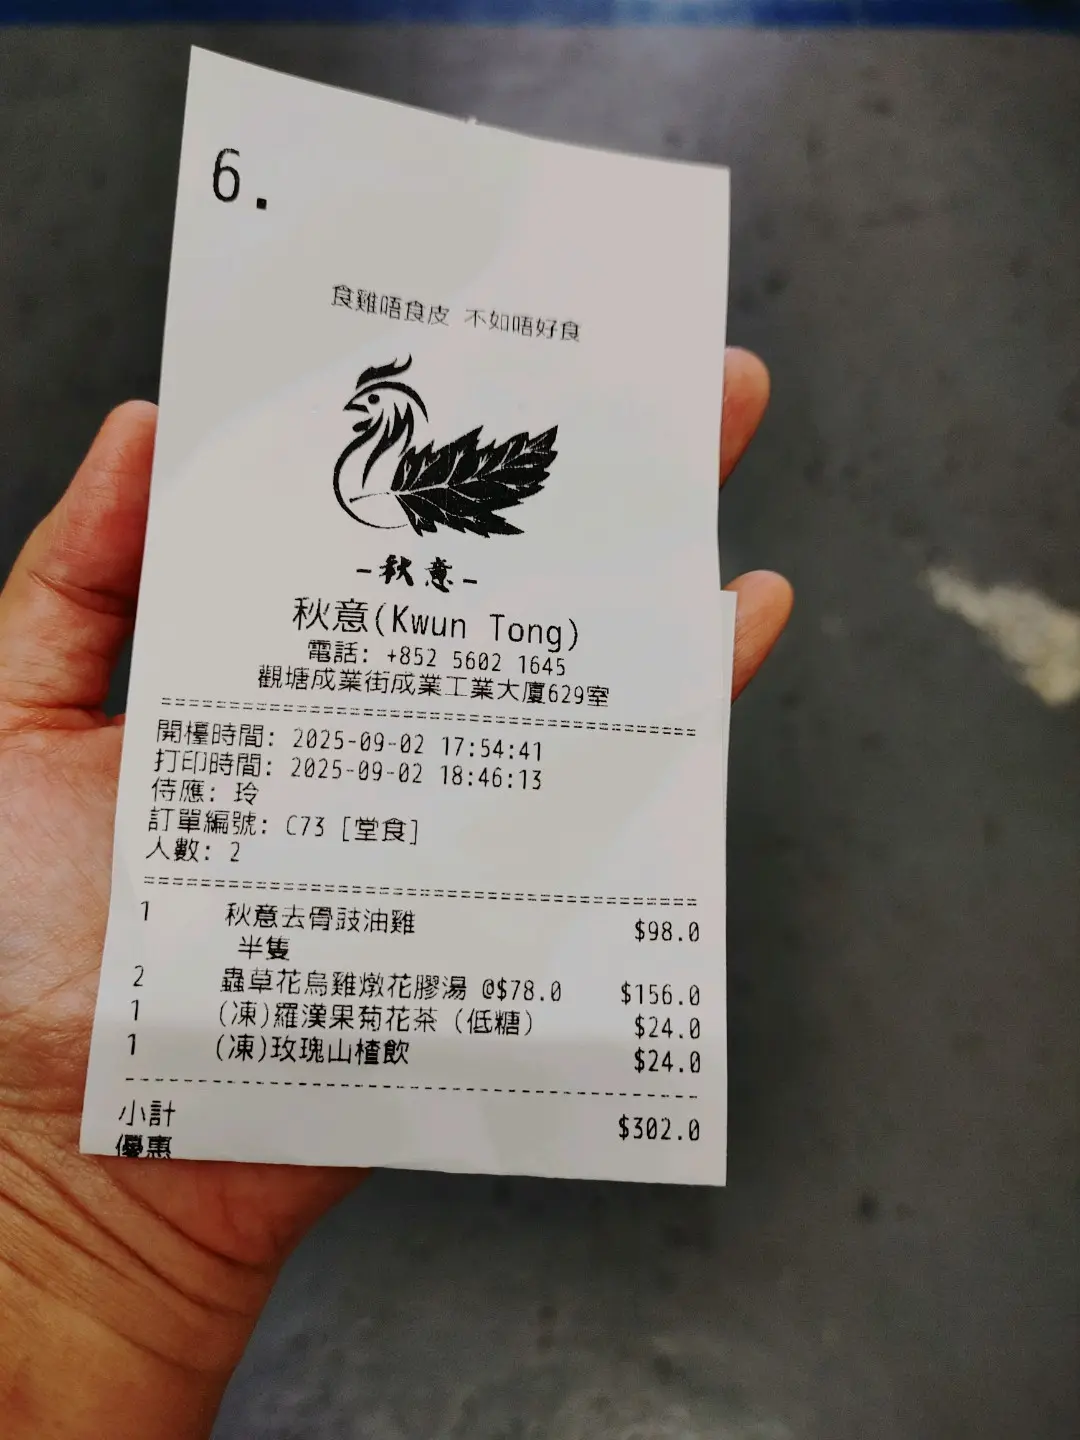 6.
食雞唔食皮 不如唔好食
-秋意-
秋意(Kwun Tong)
電話: +852 5602 1645
觀塘成業街成業工業大廈629室
開檯時間: 2025-09-02 17:54:41
打印時間: 2025-09-02 18:46:13
侍應: 玲
訂單編號: C73 [堂食]
人數: 2
1 秋意去骨豉油雞 $98.0
半隻
2 蟲草花烏雞燉花膠湯 @$78.0 $156.0
1 (凍)羅漢果菊花茶 (低糖) $24.0
1 (凍)玫瑰山楂飲 $24.0
小計 $302.0
優惠